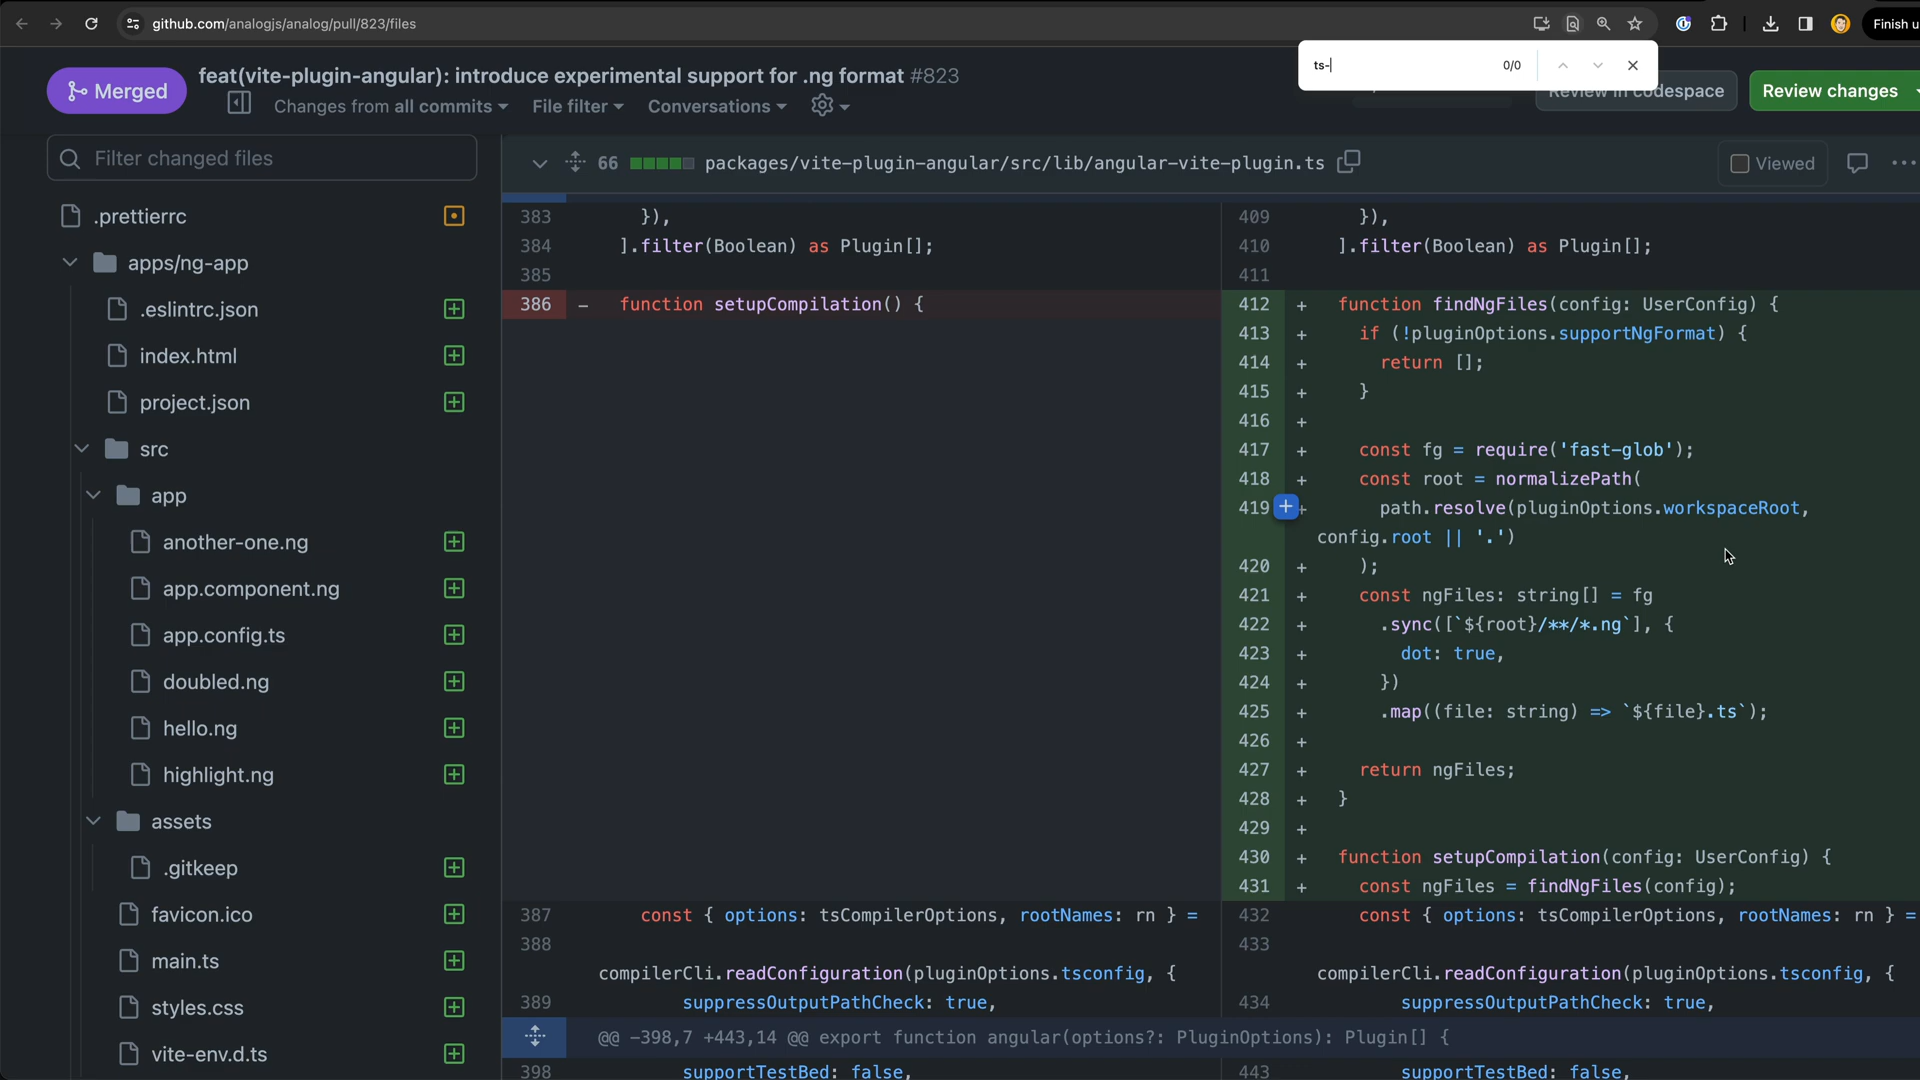 github.com/analogjs/analog/pull/823/files
Finish u
ts-
0/0
Merged
feat(vite-plugin-angular): introduce experimental support for .ng format #823
Changes from all commits
File filter
Conversations
Review in codespace
Review changes
Filter changed files
.prettierrc
apps/ng-app
.eslintrc.json
index.html
project.json
src
app
another-one.ng
app.component.ng
app.config.ts
doubled.ng
hello.ng
highlight.ng
assets
.gitkeep
favicon.ico
main.ts
styles.css
vite-env.d.ts
66 packages/vite-plugin-angular/src/lib/angular-vite-plugin.ts
Viewed
383 }),
384 ].filter(Boolean) as Plugin[];
385
386 - function setupCompilation() {
387 const { options: tsCompilerOptions, rootNames: rn } =
388
compilerCli.readConfiguration(pluginOptions.tsconfig, {
389 suppressOutputPathCheck: true,
409 }),
410 ].filter(Boolean) as Plugin[];
411
412 + function findNgFiles(config: UserConfig) {
413 + if (!pluginOptions.supportNgFormat) {
414 + return [];
415 + }
416 +
417 + const fg = require('fast-glob');
418 + const root = normalizePath(
419 + path.resolve(pluginOptions.workspaceRoot,
config.root || '.')
420 + );
421 + const ngFiles: string[] = fg
422 + .sync([`${root}/**/*.ng`], {
423 + dot: true,
424 + })
425 + .map((file: string) => `${file}.ts`);
426 +
427 + return ngFiles;
428 + }
429 +
430 + function setupCompilation(config: UserConfig) {
431 + const ngFiles = findNgFiles(config);
432 const { options: tsCompilerOptions, rootNames: rn } =
433
compilerCli.readConfiguration(pluginOptions.tsconfig, {
434 suppressOutputPathCheck: true,
@@ -398,7 +443,14 @@ export function angular(options?: PluginOptions): Plugin[] {
398 supportTestBed: false,
443 supportTestBed: false,